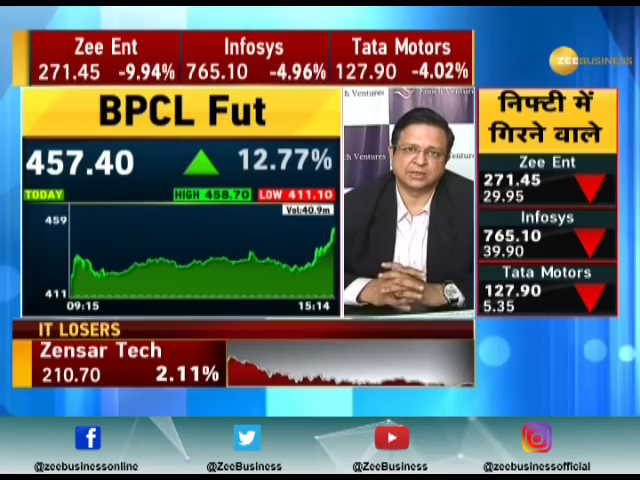 Zee Ent Infosys Tata Motors
271.45 -9.94% 765.10 -4.96% 127.90 -4.02%
ZEEBUSINESS
BPCL Fut
457.40 12.77%
TODAY HIGH 458.70 LOW 411.10
Vol:40.9m
459
411
09:15 15:14
Enoch Ventures
Ventures
निफ्टी में
गिरने वाले
Zee Ent
271.45
29.95
Infosys
765.10
39.90
Tata Motors
127.90
5.35
IT LOSERS
Zensar Tech
210.70 2.11%
@zeebusinessonline @ZeeBusiness @ZeeBusiness @zeebusinessofficial